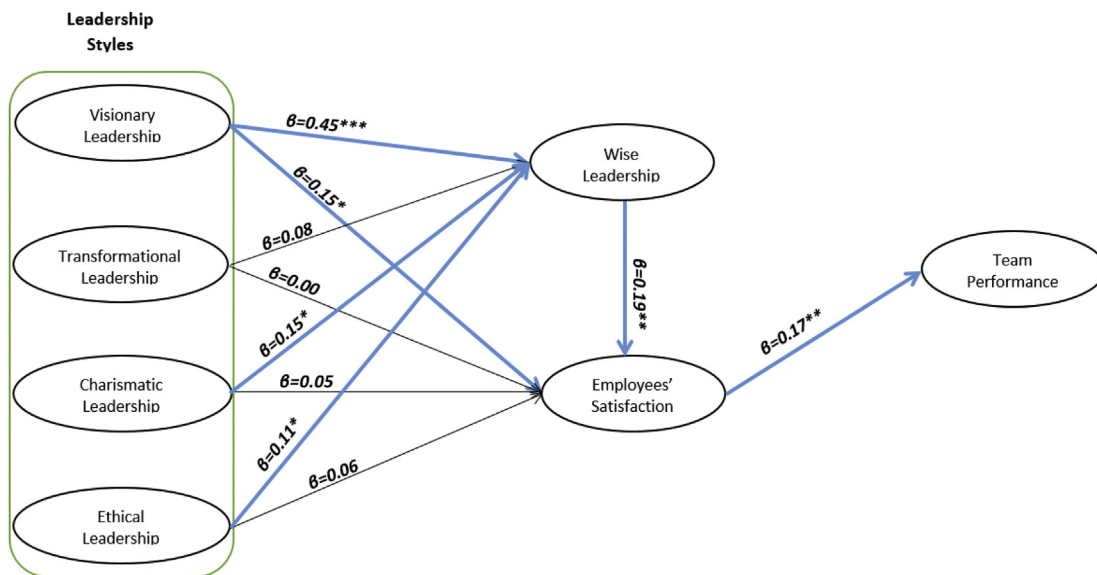 Leadership
Styles
Visionary
Leadership
β=0.45***
Wise
Leadership
β=0.15*
Transformational
Leadership
β=0.08
β=0.00
β=0.19**
Team
Performance
β=0.15*
β=0.17**
Charismatic
Leadership
β=0.05
Employees’
Satisfaction
β=0.11*
β=0.06
Ethical
Leadership